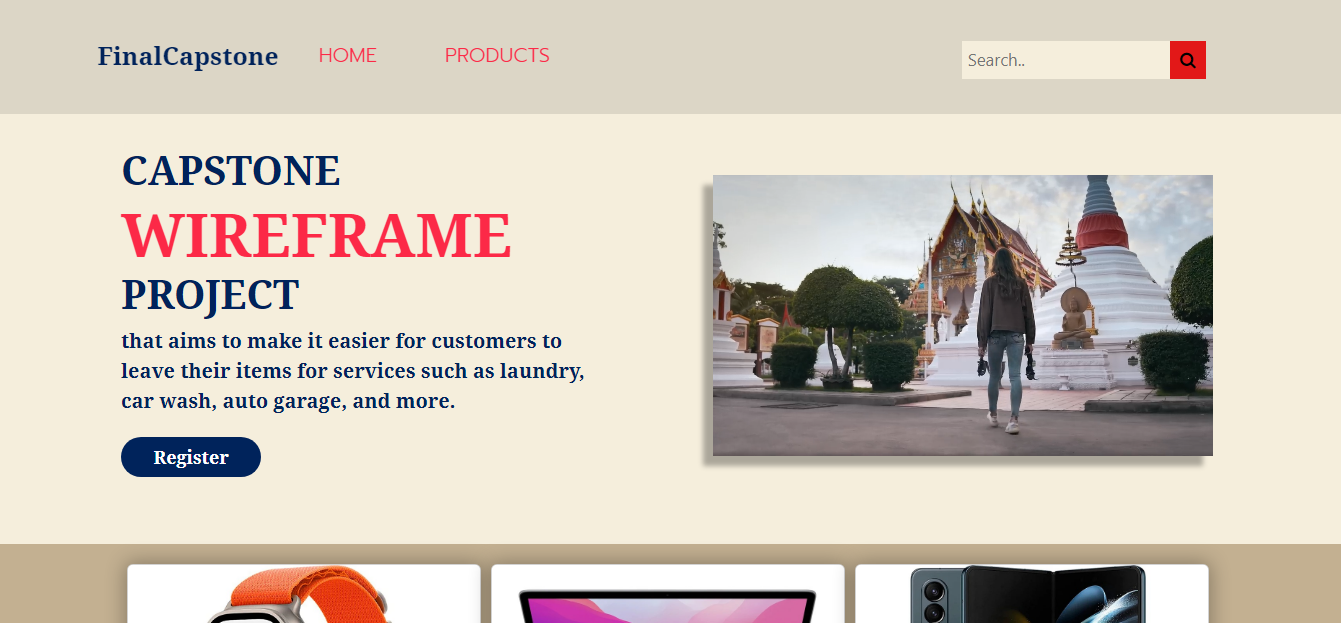 FinalCapstone
HOME
PRODUCTS
Search..
CAPSTONE
WIREFRAME
PROJECT
that aims to make it easier for customers to
leave their items for services such as laundry,
car wash, auto garage, and more.
Register